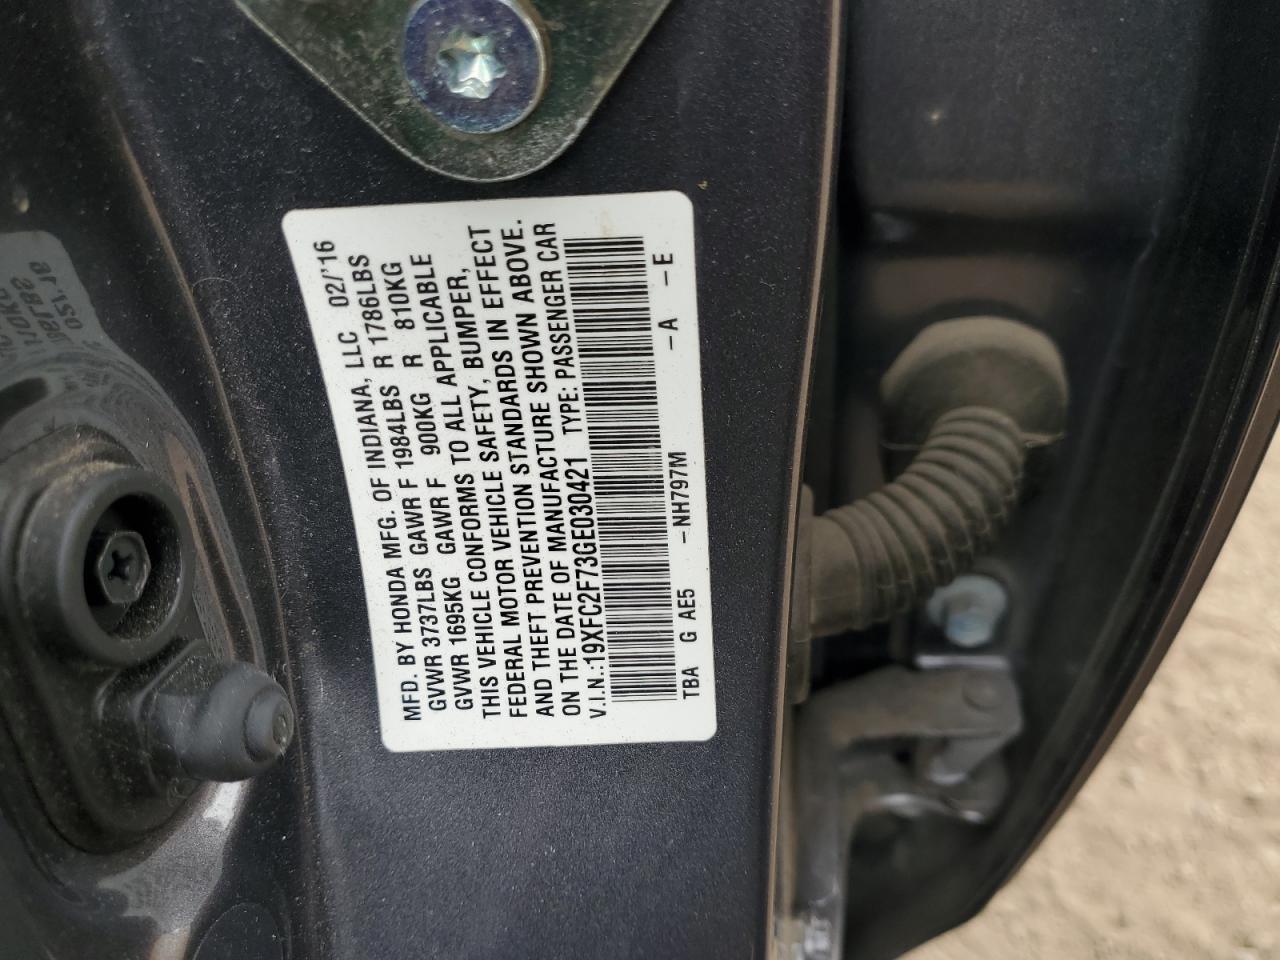 MFD. BY HONDA MFG. OF INDIANA, LLC 02/'16
GVWR 3737LBS GAWR F 1984LBS R 1786LBS
GVWR 1695KG GAWR F 900KG R 810KG
THIS VEHICLE CONFORMS TO ALL APPLICABLE
FEDERAL MOTOR VEHICLE SAFETY, BUMPER,
AND THEFT PREVENTION STANDARDS IN EFFECT
ON THE DATE OF MANUFACTURE SHOWN ABOVE.
V.I.N.:19XFC2F73GE030421 TYPE: PASSENGER CAR
TBA G AE5 -NH797M -A -E